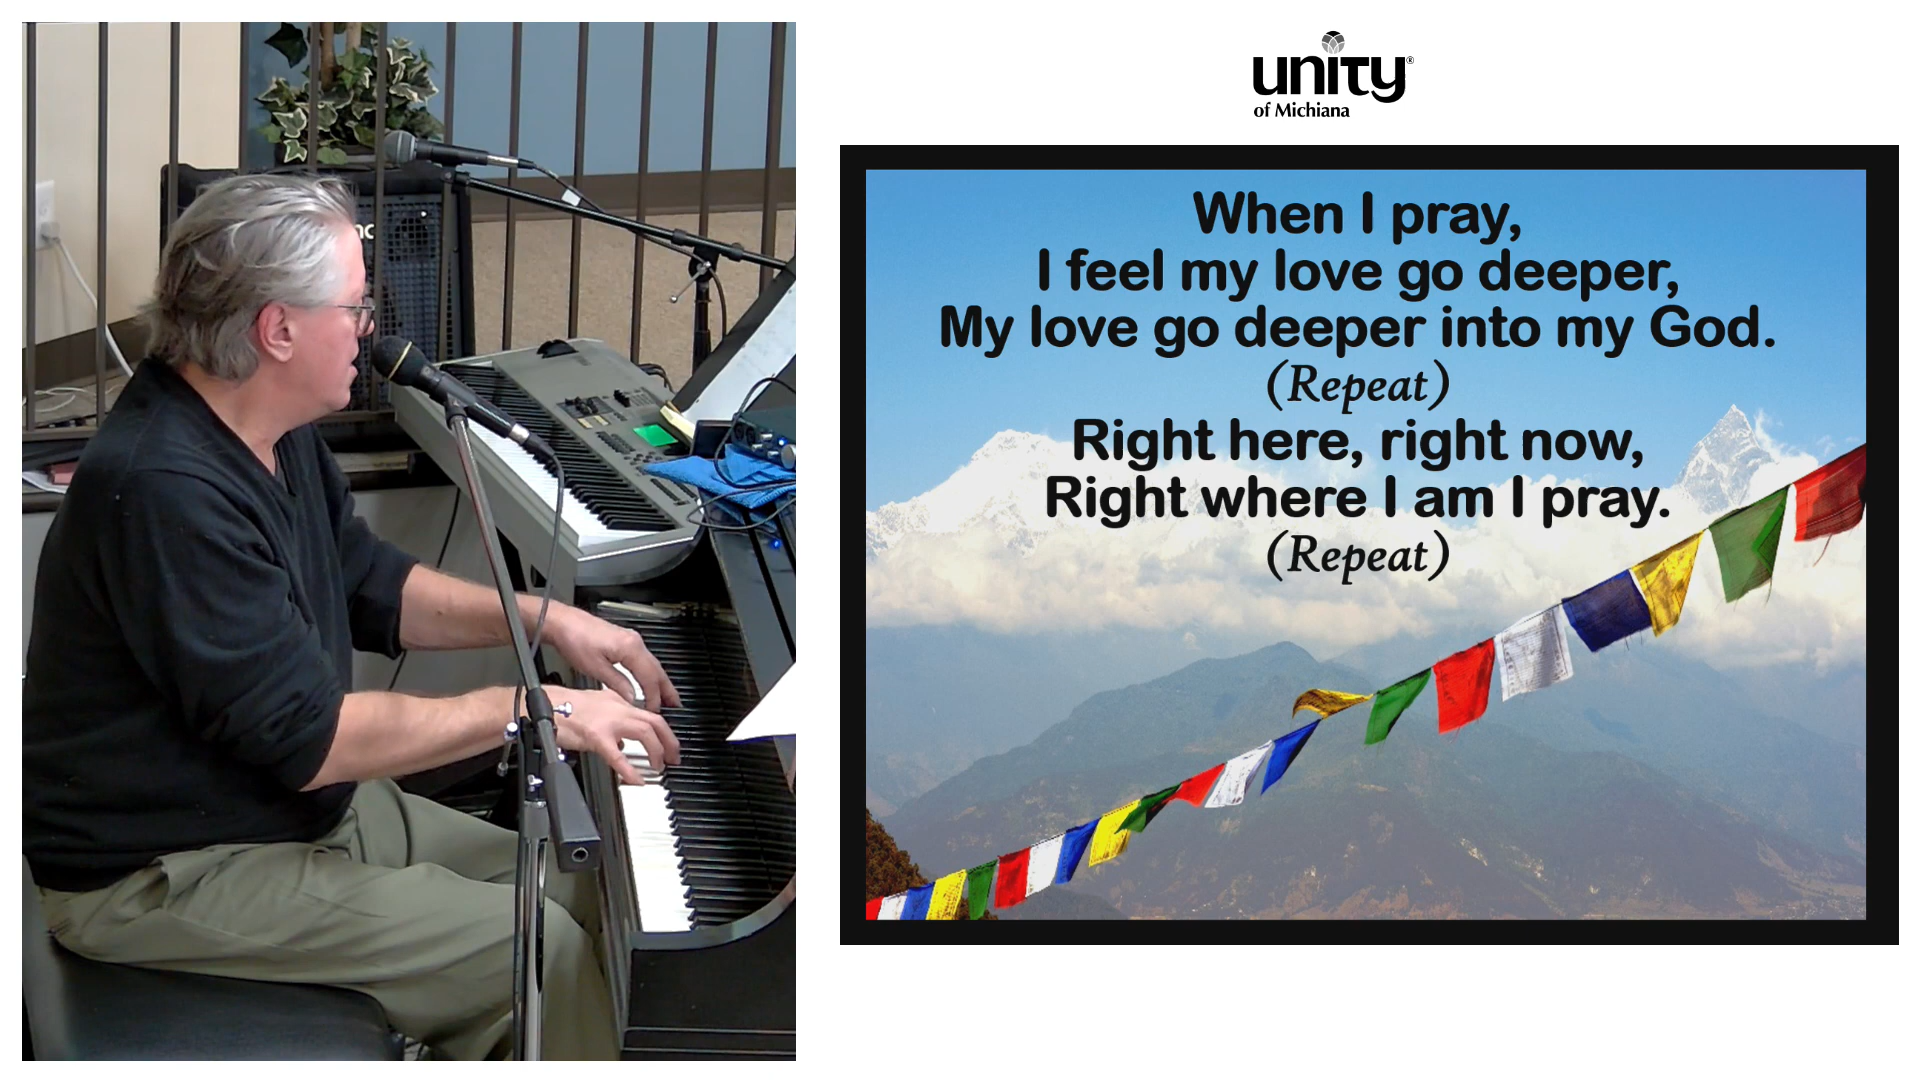 unity®
of Michiana
When I pray,
I feel my love go deeper,
My love go deeper into my God.
(Repeat)
Right here, right now,
Right where I am I pray.
(Repeat)